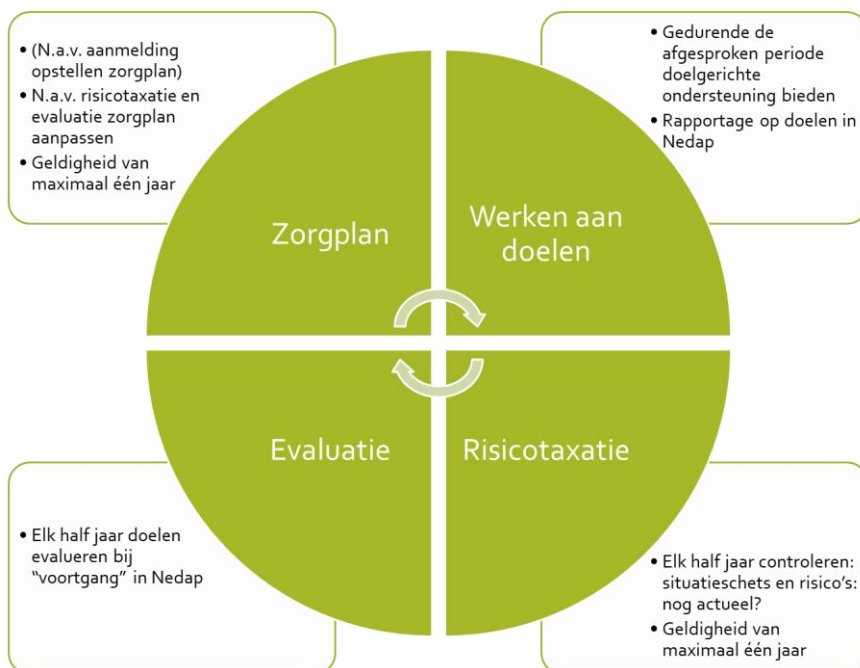 • (N.a.v. aanmelding
opstellen zorgplan)
• N.a.v. risicotaxatie en
evaluatie zorgplan
aanpassen
• Geldigheid van
maximaal één jaar
• Gedurende de
afgesproken periode
doelgerichte
ondersteuning bieden
• Rapportage op doelen in
Nedap
Zorgplan
Werken aan
doelen
Evaluatie
Risicotaxatie
• Elk half jaar doelen
evalueren bij
“voortgang” in Nedap
• Elk half jaar controleren:
situatieschets en risico’s:
nog actueel?
• Geldigheid van
maximaal één jaar